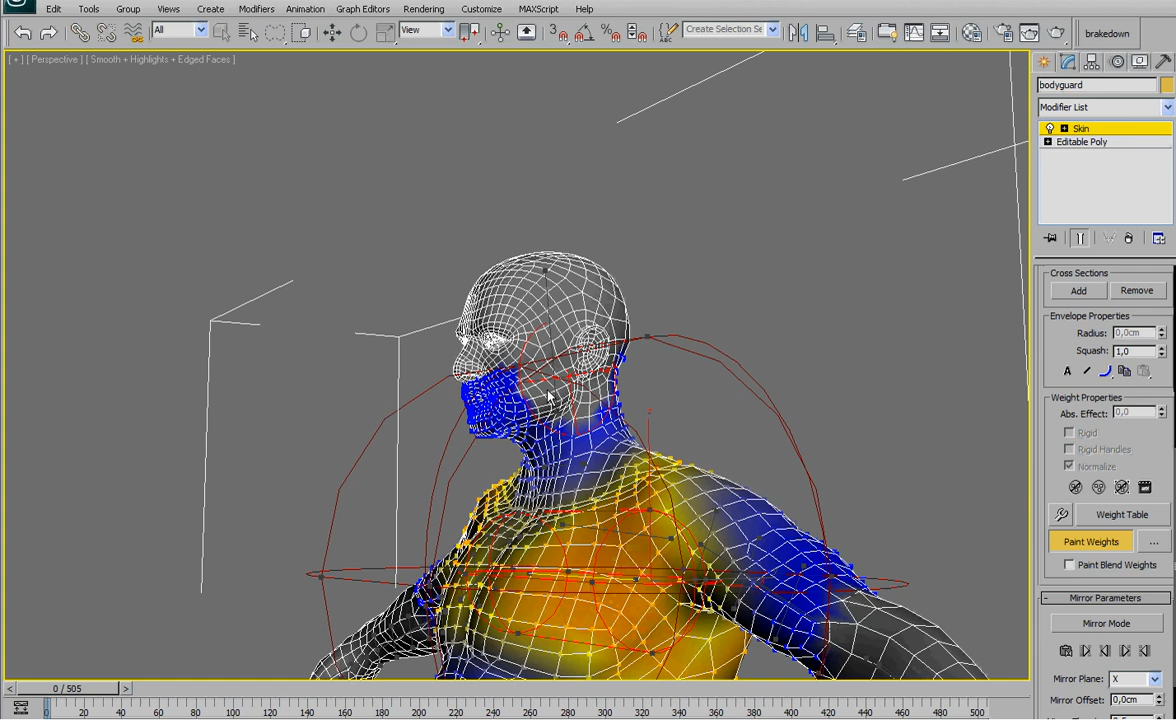 Edit Tools Group Views Create Modifiers Animation Graph Editors Rendering Customize MAXScript Help
All View 3 Create Selection Se brakedown
[ + ] [ Perspective ] [ Smooth + Highlights + Edged Faces ]
bodyguard
Modifier List
Skin
Editable Poly
Cross Sections
Add Remove
Envelope Properties
Radius: 0,0cm
Squash: 1,0
A
Weight Properties
Abs. Effect: 0,0
Rigid
Rigid Handles
Normalize
Weight Table
Paint Weights ...
Paint Blend Weights
- Mirror Parameters
Mirror Mode
Mirror Plane: X
Mirror Offset: 0,0cm
< 0 / 505 >
0 20 40 60 80 100 120 140 160 180 200 220 240 260 280 300 320 340 360 380 400 420 440 460 480 500